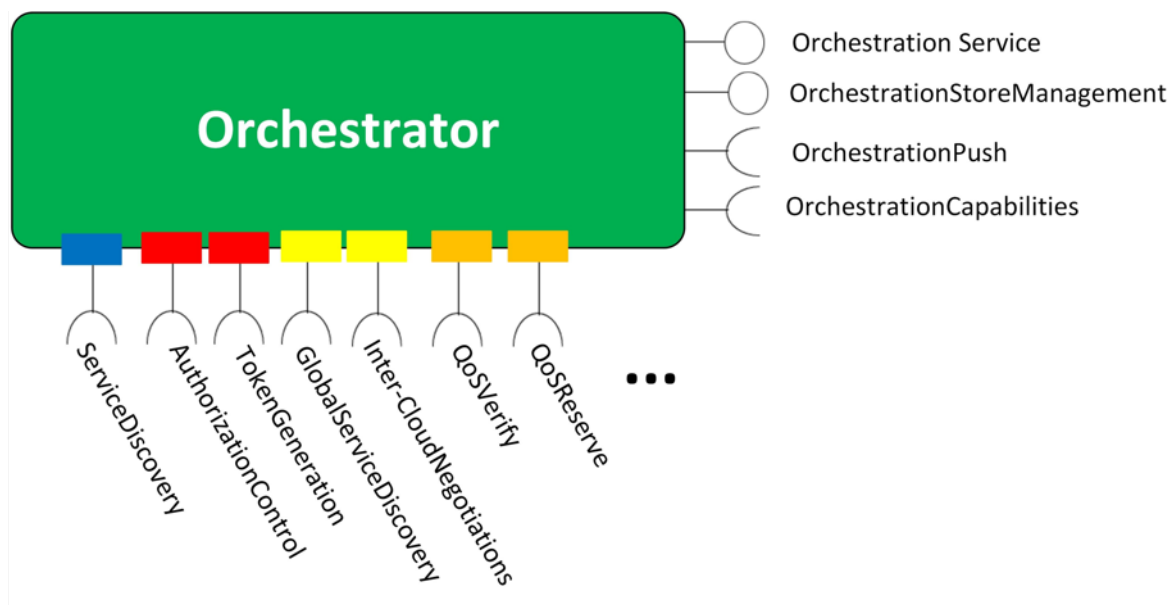 Orchestrator
Orchestration Service
OrchestrationStoreManagement
OrchestrationPush
OrchestrationCapabilities
ServiceDiscovery
AuthorizationControl
TokenGeneration
GlobalServiceDiscovery
Inter-CloudNegotiations
QoSVerify
QoSReserve
...